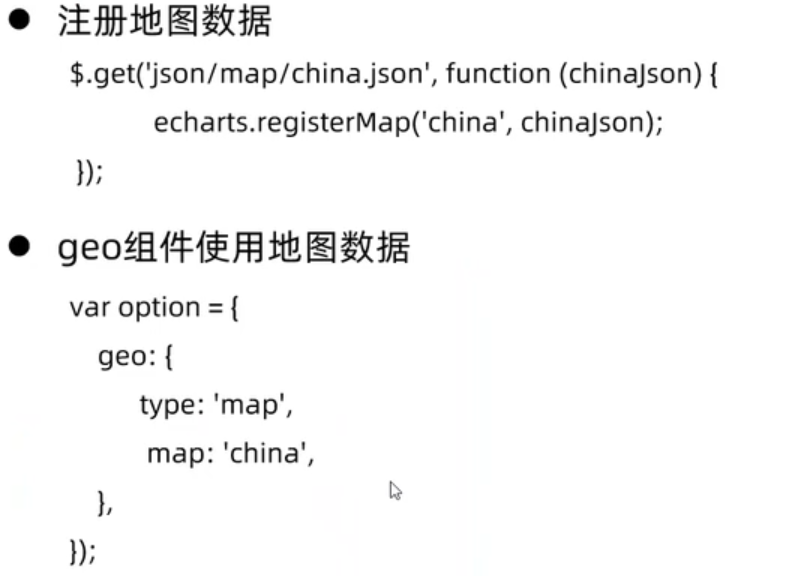 ● 注册地图数据
$.get('json/map/china.json', function (chinaJson) {
echarts.registerMap('china', chinaJson);
});
● geo组件使用地图数据
var option = {
geo: {
type: 'map',
map: 'china',
},
});